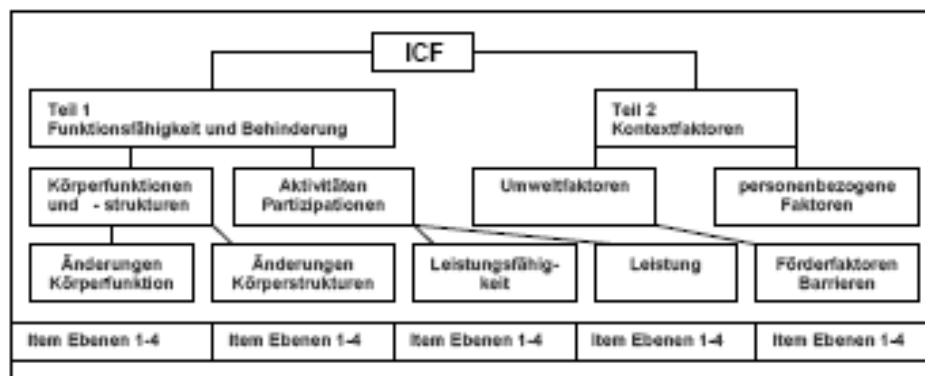 ICF
Teil 1
Funktionsfähigkeit und Behinderung
Teil 2
Kontextfaktoren
Körperfunktionen
und - strukturen
Aktivitäten
Partizipationen
Umweltfaktoren
personenbezogene
Faktoren
Änderungen
Körperfunktion
Änderungen
Körperstrukturen
Leistungsfähig-
keit
Leistung
Förderfaktoren
Barrieren
Item Ebenen 1-4
Item Ebenen 1-4
Item Ebenen 1-4
Item Ebenen 1-4
Item Ebenen 1-4